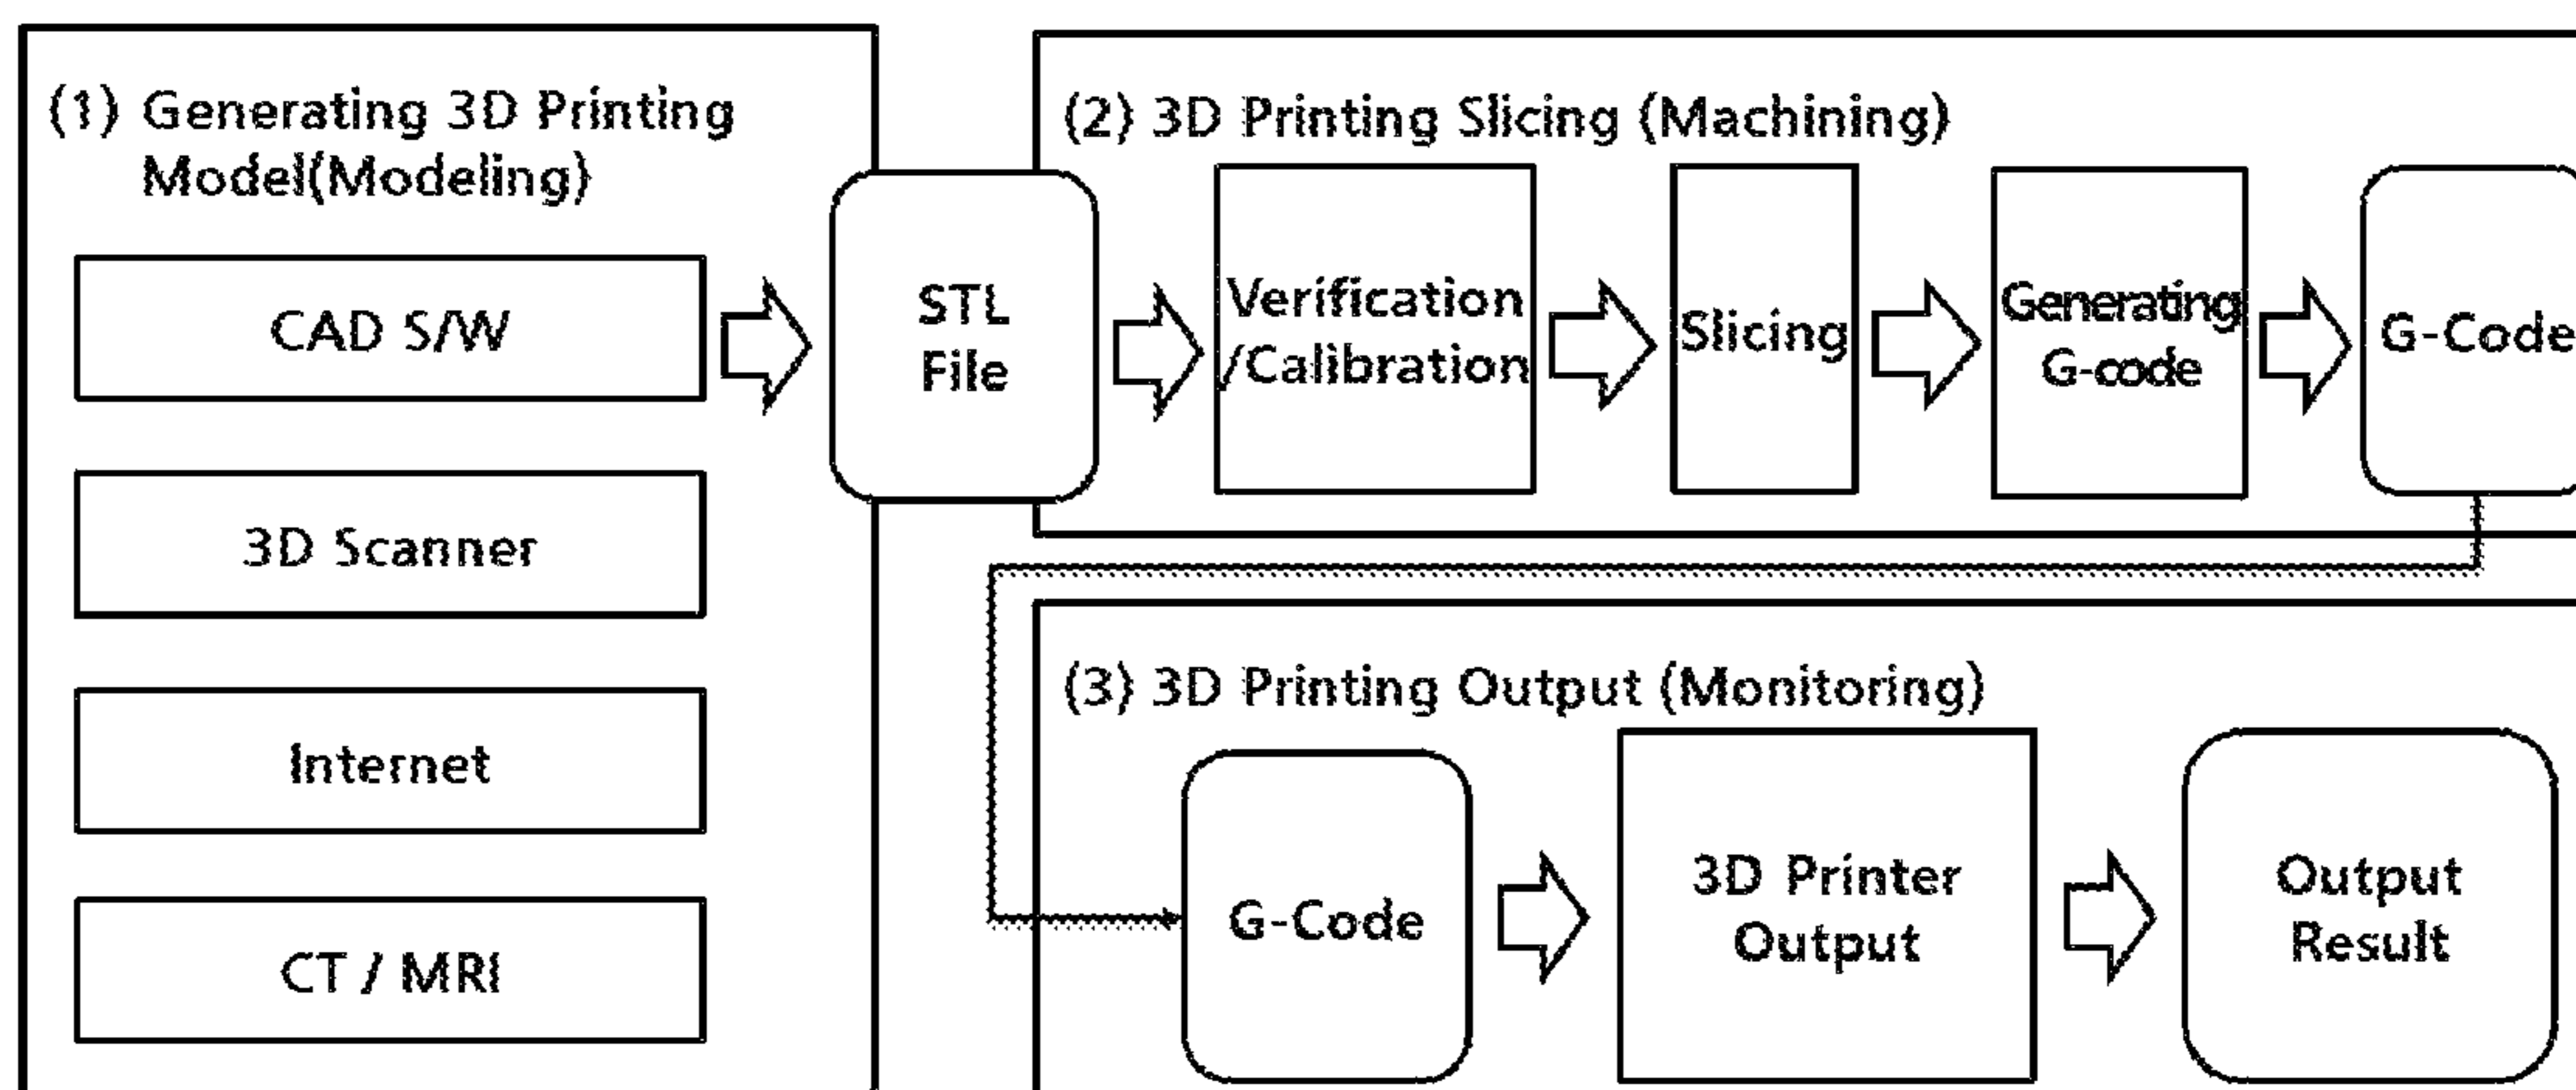 (1) Generating 3D Printing
Model(Modeling)
CAD S/W
3D Scanner
Internet
CT / MRI
STL
File
(2) 3D Printing Slicing (Machining)
Verification
/Calibration
Slicing
Generating
G-code
G-Code
(3) 3D Printing Output (Monitoring)
G-Code
3D Printer
Output
Output
Result